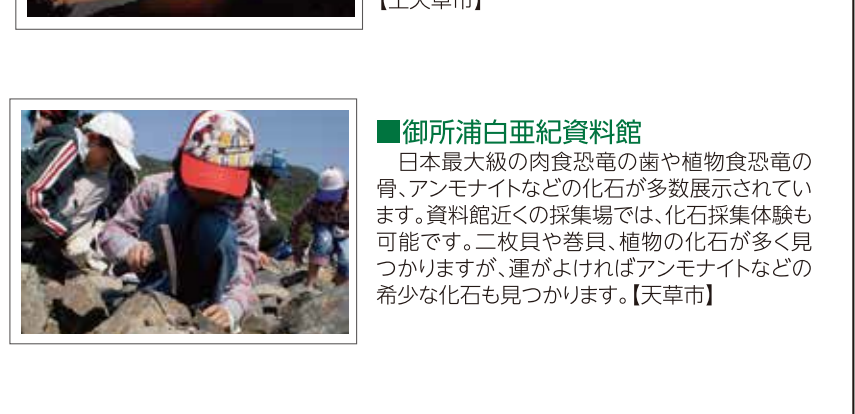 【上天草市】
■御所浦白亜紀資料館
　日本最大級の肉食恐竜の歯や植物食恐竜の
骨、アンモナイトなどの化石が多数展示されてい
ます。資料館近くの採集場では、化石採集体験も
可能です。二枚貝や巻貝、植物の化石が多く見
つかりますが、運がよければアンモナイトなどの
希少な化石も見つかります。【天草市】